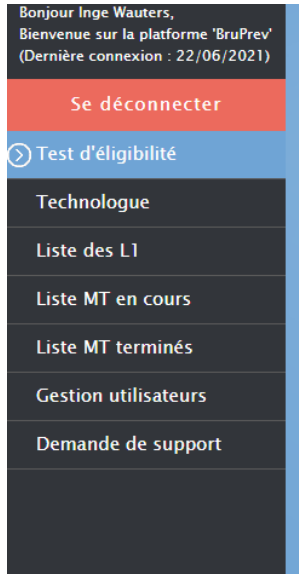 Bonjour Inge Wauters,
Bienvenue sur la platforme 'BruPrev'
(Dernière connexion : 22/06/2021)
Se déconnecter
Test d'éligibilité
Technologue
Liste des L1
Liste MT en cours
Liste MT terminés
Gestion utilisateurs
Demande de support